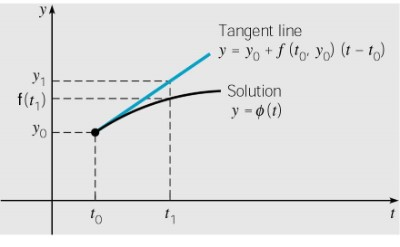 y
Tangent line
y = y₀ + f (t₀, y₀) (t − t₀)
y₁
f(t₁)
Solution
y = ϕ(t)
y₀
t₀
t₁
t